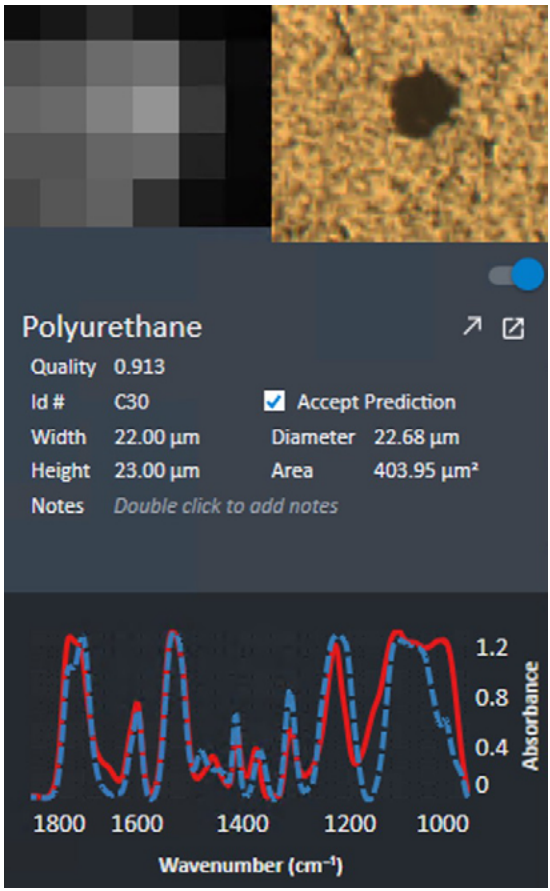 Polyurethane
Quality 0.913
Id # C30 Accept Prediction
Width 22.00 µm Diameter 22.68 µm
Height 23.00 µm Area 403.95 µm²
Notes Double click to add notes
1.2
0.8
0.4
0
Absorbance
1800 1600 1400 1200 1000
Wavenumber (cm⁻¹)